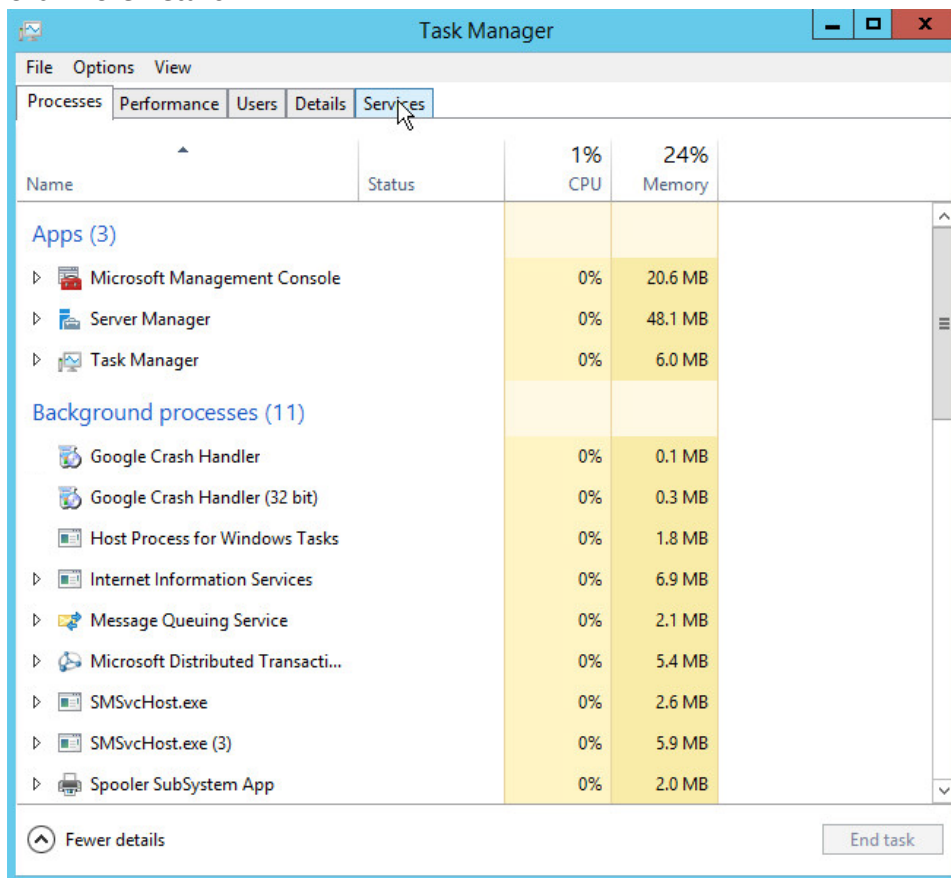 Task Manager
File Options View
Processes Performance Users Details Services
1% 24%
Name Status CPU Memory
Apps (3)
Microsoft Management Console 0% 20.6 MB
Server Manager 0% 48.1 MB
Task Manager 0% 6.0 MB
Background processes (11)
Google Crash Handler 0% 0.1 MB
Google Crash Handler (32 bit) 0% 0.3 MB
Host Process for Windows Tasks 0% 1.8 MB
Internet Information Services 0% 6.9 MB
Message Queuing Service 0% 2.1 MB
Microsoft Distributed Transacti... 0% 5.4 MB
SMSvcHost.exe 0% 2.6 MB
SMSvcHost.exe (3) 0% 5.9 MB
Spooler SubSystem App 0% 2.0 MB
Fewer details End task